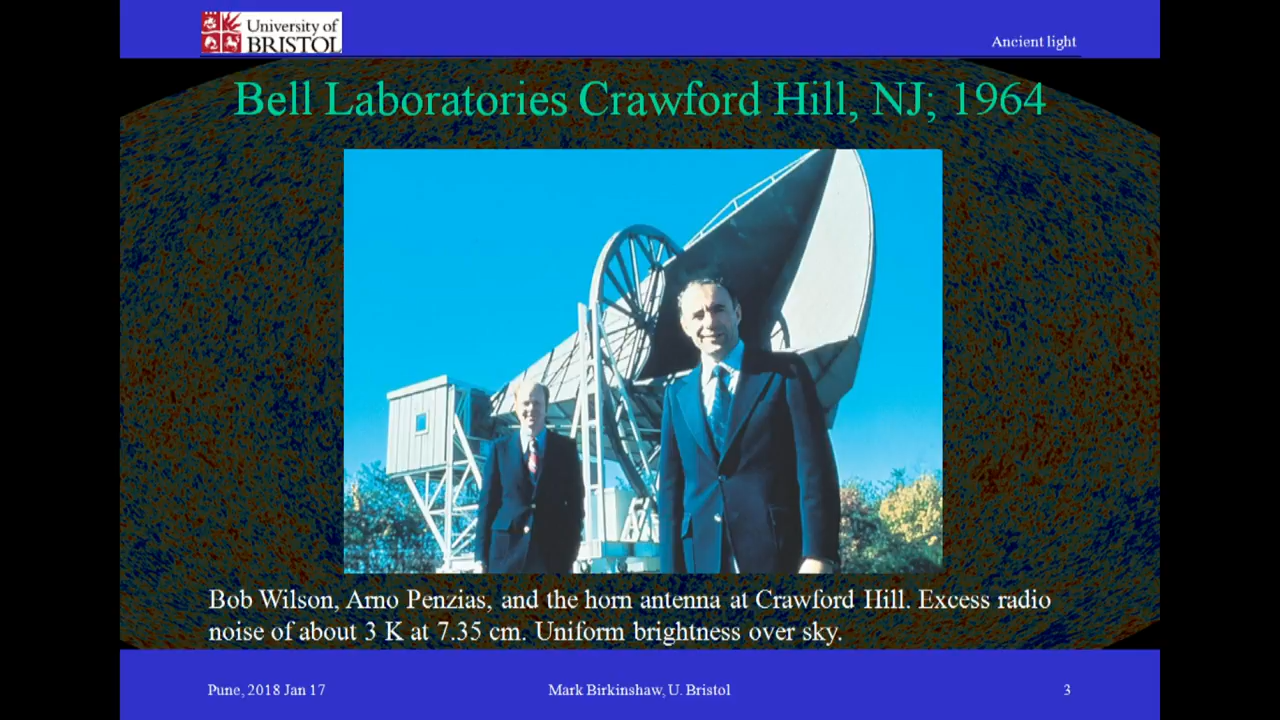 University of
BRISTOL
Ancient light
Bell Laboratories Crawford Hill, NJ; 1964
Bob Wilson, Arno Penzias, and the horn antenna at Crawford Hill. Excess radio
noise of about 3 K at 7.35 cm. Uniform brightness over sky.
Pune, 2018 Jan 17
Mark Birkinshaw, U. Bristol
3